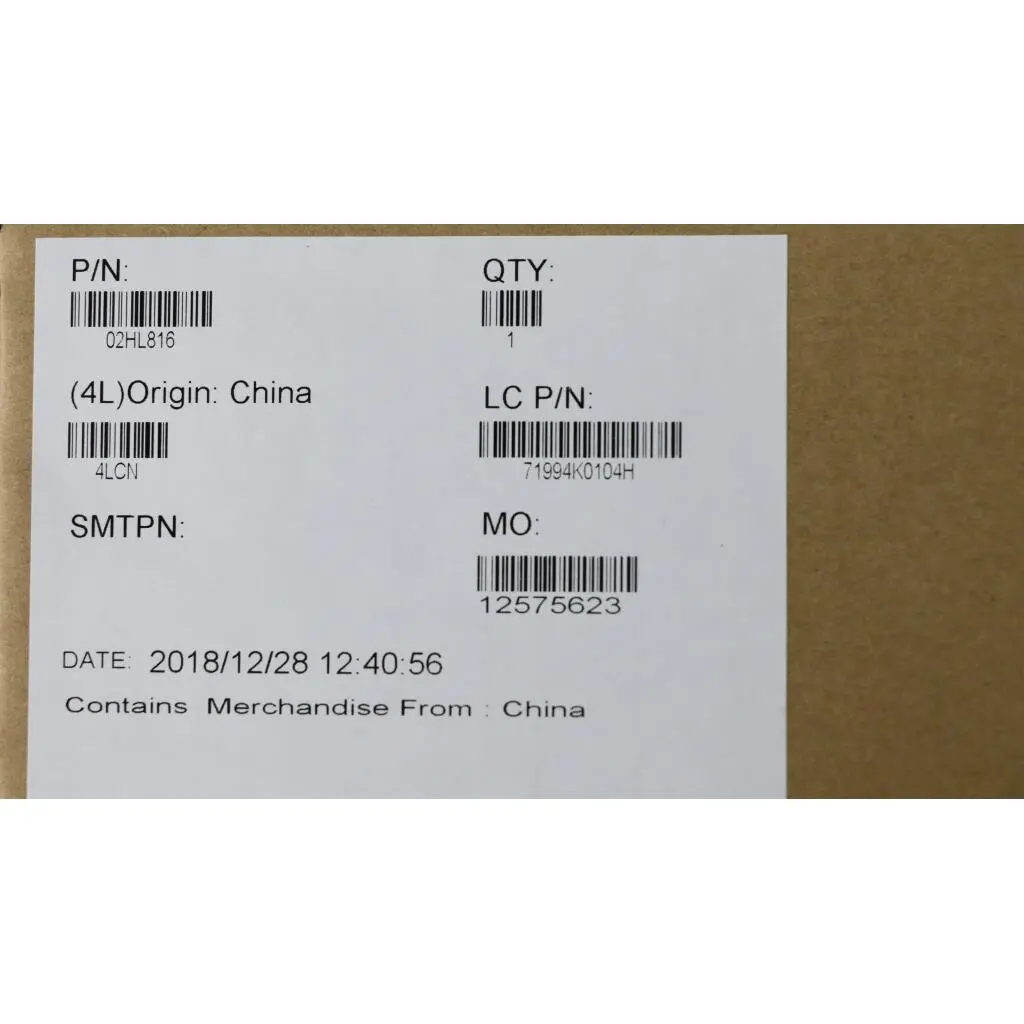 P/N:
02HL816
QTY:
1
(4L)Origin: China
4LCN
LC P/N:
71994K0104H
SMTPN:
MO:
12575623
DATE: 2018/12/28 12:40:56
Contains Merchandise From : China